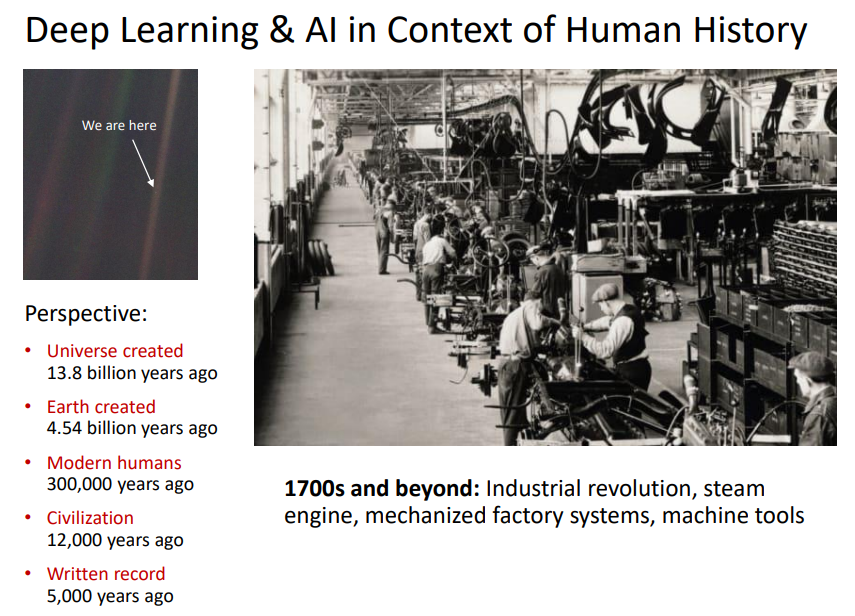 Deep Learning & AI in Context of Human History
We are here
Perspective:
• Universe created
13.8 billion years ago
• Earth created
4.54 billion years ago
• Modern humans
300,000 years ago
• Civilization
12,000 years ago
• Written record
5,000 years ago
1700s and beyond: Industrial revolution, steam
engine, mechanized factory systems, machine tools